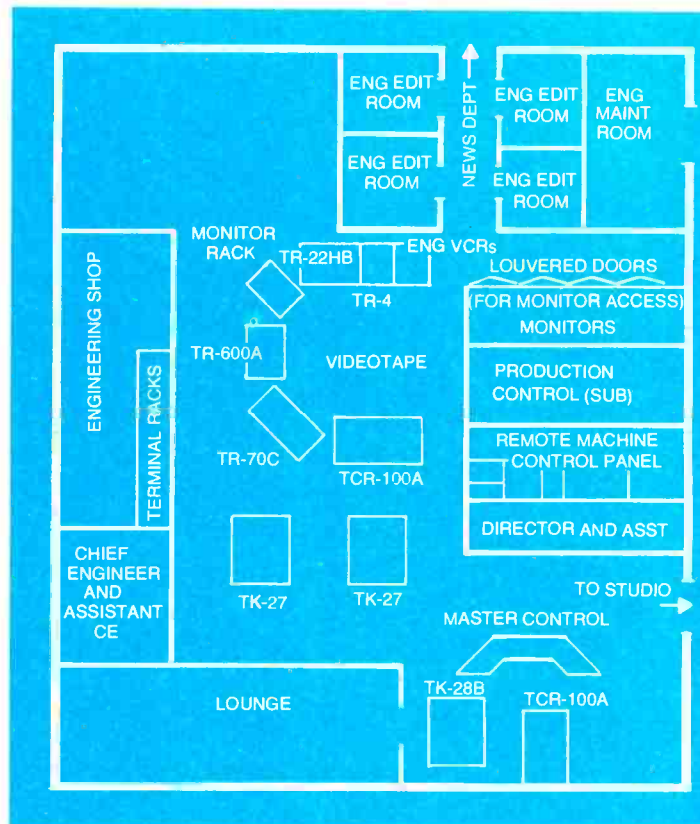 ENG EDIT
ROOM
ENG EDIT
ROOM
NEWS DEPT
ENG EDIT
ROOM
ENG EDIT
ROOM
ENG
MAINT
ROOM
MONITOR
RACK
TR-22HB
ENG VCRs
TR-4
LOUVERED DOORS
(FOR MONITOR ACCESS)
MONITORS
ENGINEERING SHOP
TR-600A
VIDEOTAPE
PRODUCTION
CONTROL (SUB)
TERMINAL RACKS
TR-70C
TCR-100A
REMOTE MACHINE
CONTROL PANEL
DIRECTOR AND ASST
CHIEF
ENGINEER
AND
ASSISTANT
CE
TK-27
TK-27
TO STUDIO
MASTER CONTROL
LOUNGE
TK-28B
TCR-100A